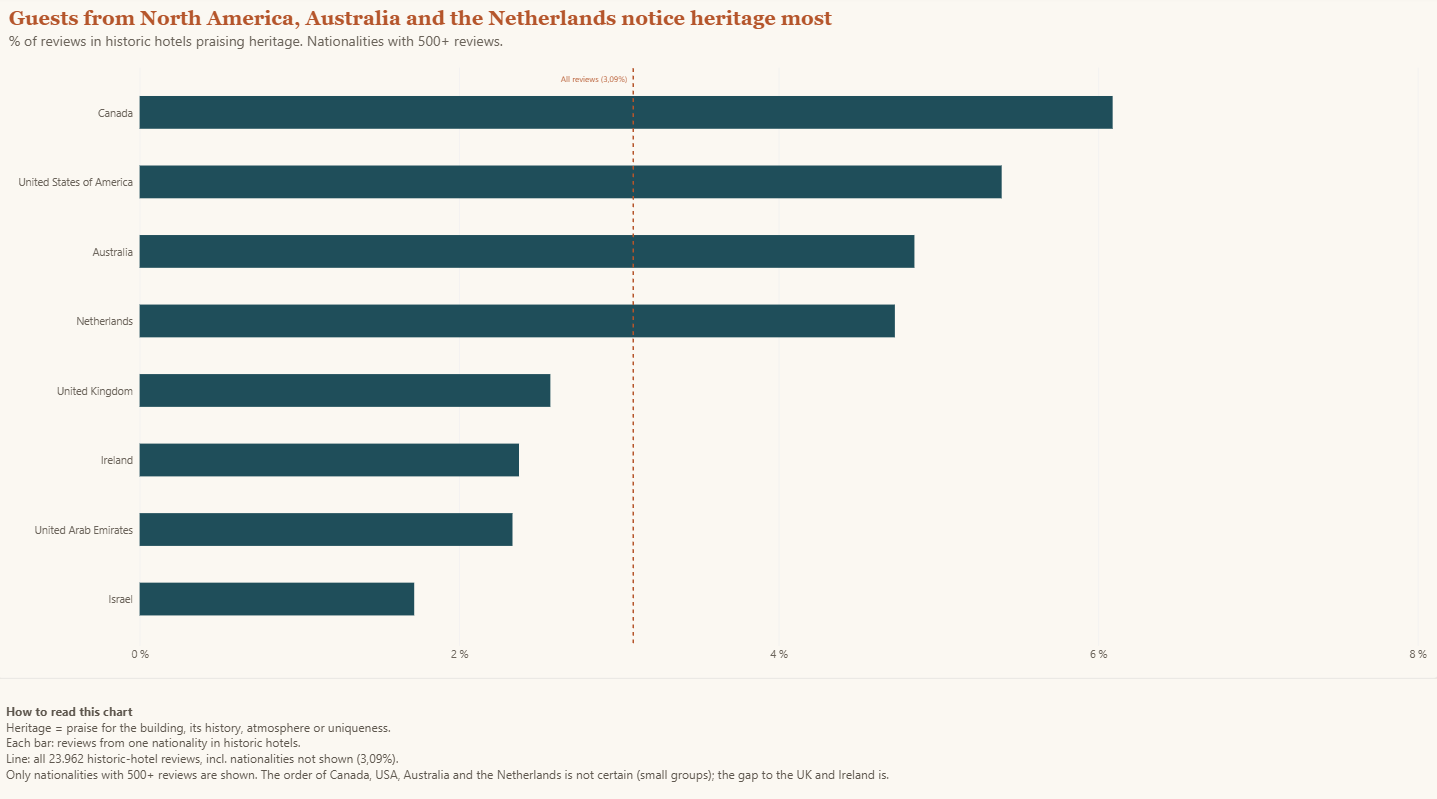 Guests from North America, Australia and the Netherlands notice heritage most
% of reviews in historic hotels praising heritage. Nationalities with 500+ reviews.
All reviews (3,09%)
Canada
United States of America
Australia
Netherlands
United Kingdom
Ireland
United Arab Emirates
Israel
0 % 2 % 4 % 6 % 8 %
How to read this chart
Heritage = praise for the building, its history, atmosphere or uniqueness.
Each bar: reviews from one nationality in historic hotels.
Line: all 23.962 historic-hotel reviews, incl. nationalities not shown (3,09%).
Only nationalities with 500+ reviews are shown. The order of Canada, USA, Australia and the Netherlands is not certain (small groups); the gap to the UK and Ireland is.